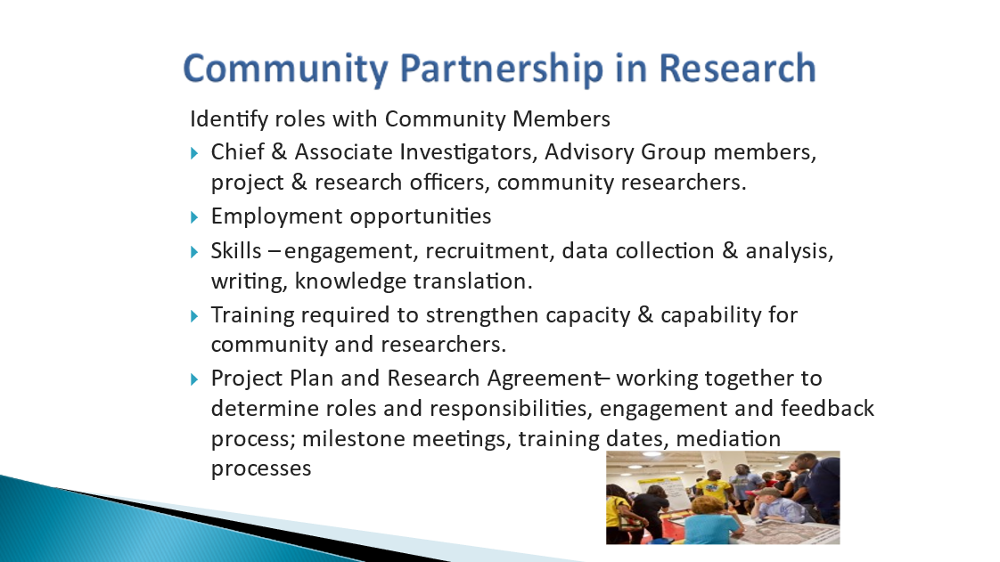 Community Partnership in Research
Identify roles with Community Members
Chief & Associate Investigators, Advisory Group members,
project & research officers, community researchers.
Employment opportunities
Skills – engagement, recruitment, data collection & analysis,
writing, knowledge translation.
Training required to strengthen capacity & capability for
community and researchers.
Project Plan and Research Agreement– working together to
determine roles and responsibilities, engagement and feedback
process; milestone meetings, training dates, mediation
processes